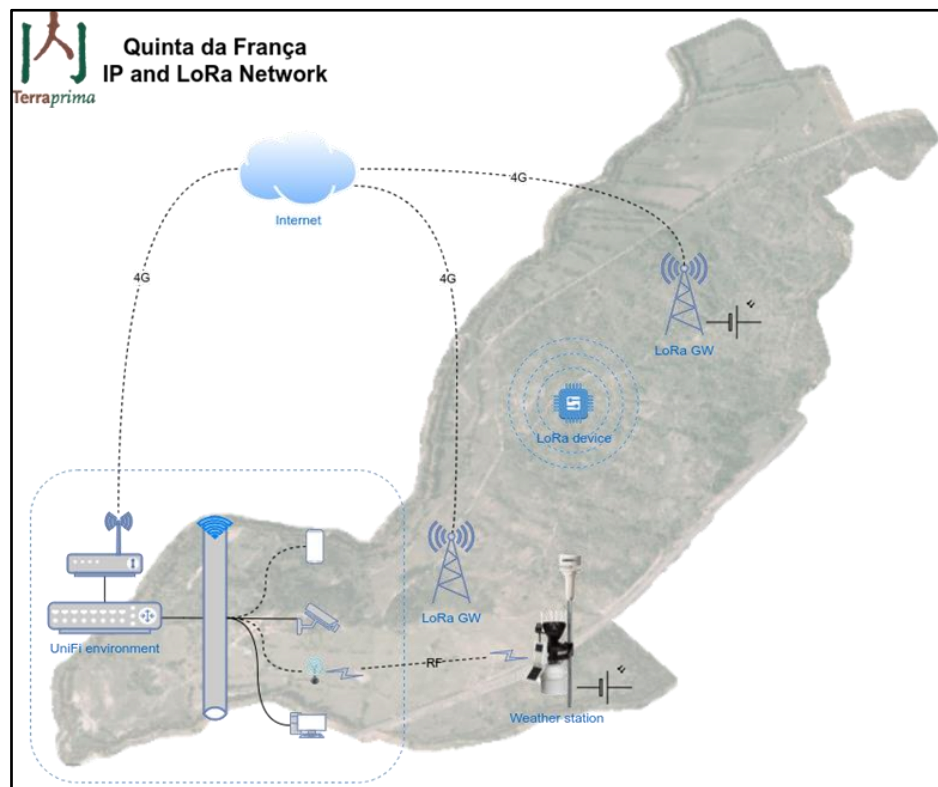 Quinta da França
IP and LoRa Network
Terraprima
Internet
4G
4G
4G
LoRa GW
LoRa device
LoRa GW
UniFi environment
RF
Weather station